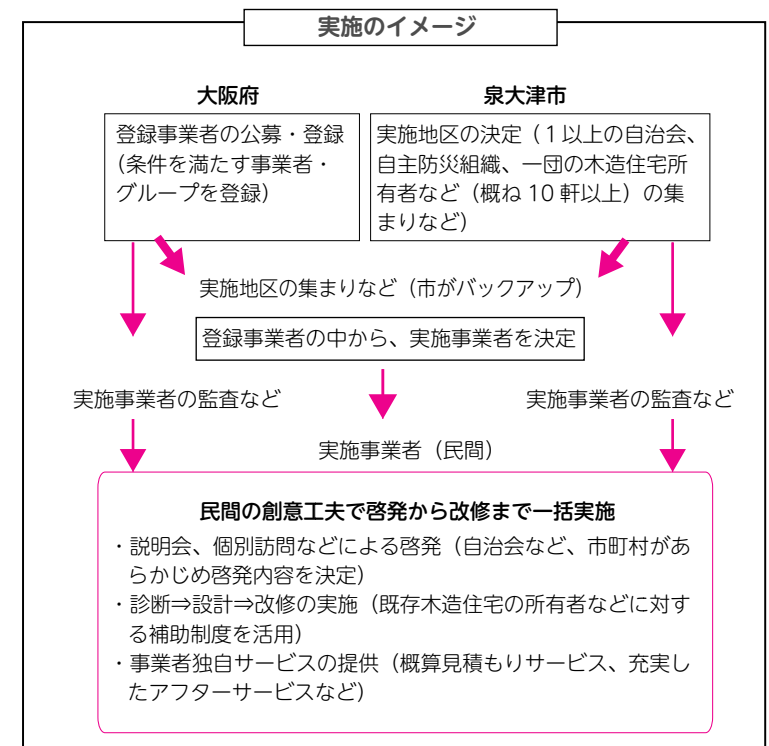 実施のイメージ
大阪府
登録事業者の公募・登録
(条件を満たす事業者・
グループを登録)
泉大津市
実施地区の決定（１以上の自治会、
自主防災組織、一団の木造住宅所
有者など（概ね 10 軒以上）の集
まりなど）
実施地区の集まりなど（市がバックアップ）
登録事業者の中から、実施事業者を決定
実施事業者の監査など
実施事業者の監査など
実施事業者（民間）
民間の創意工夫で啓発から改修まで一括実施
・説明会、個別訪問などによる啓発（自治会など、市町村があ
らかじめ啓発内容を決定）
・診断⇒設計⇒改修の実施（既存木造住宅の所有者などに対す
る補助制度を活用）
・事業者独自サービスの提供（概算見積もりサービス、充実し
たアフターサービスなど）